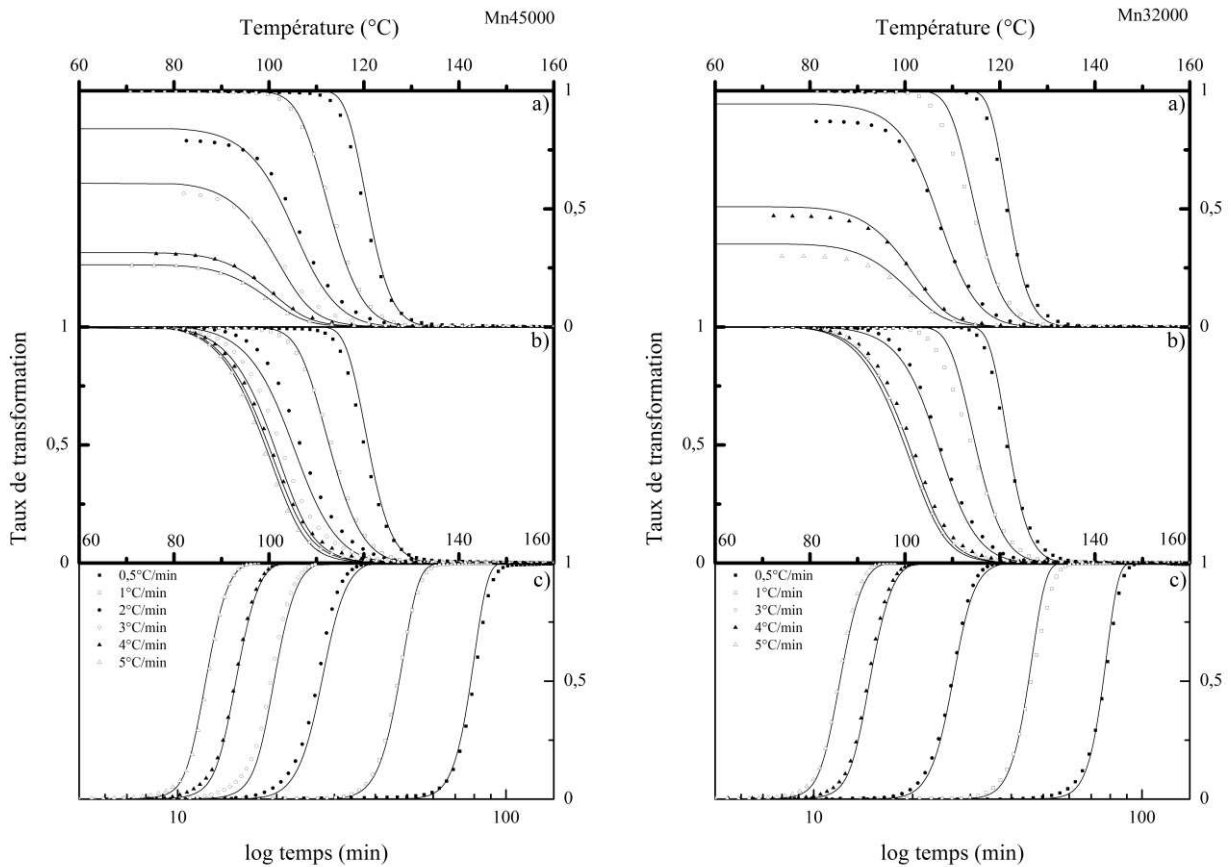 Mn45000
Température (°C)
60 80 100 120 140 160
a)
1
0,5
0
b)
1
0,5
0
Taux de transformation
60 80 100 120 140 160
c)
1
0,5
0
0,5°C/min
1°C/min
2°C/min
3°C/min
4°C/min
5°C/min
10 100
log temps (min)
Mn32000
Température (°C)
60 80 100 120 140 160
a)
1
0,5
0
b)
1
0,5
0
Taux de transformation
60 80 100 120 140 160
c)
1
0,5
0
0,5°C/min
1°C/min
3°C/min
4°C/min
5°C/min
10 100
log temps (min)